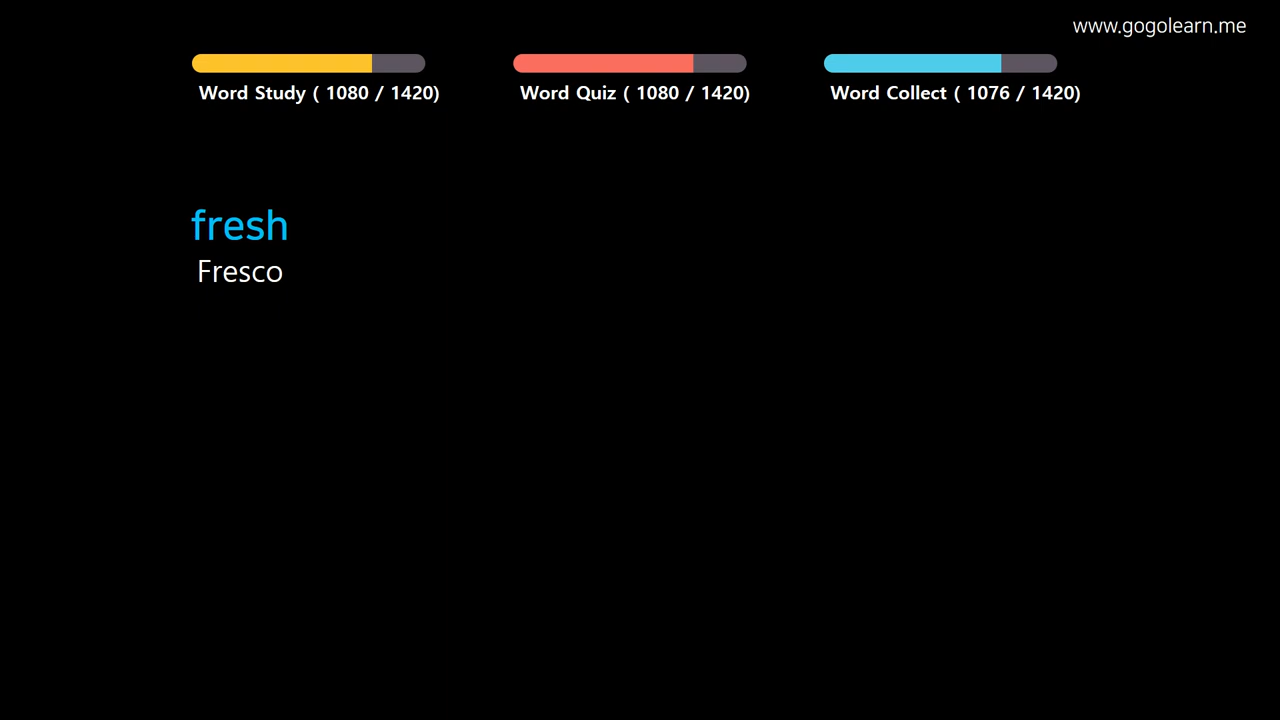 www.gogolearn.me
Word Study ( 1080 / 1420)
Word Quiz ( 1080 / 1420)
Word Collect ( 1076 / 1420)
fresh
Fresco